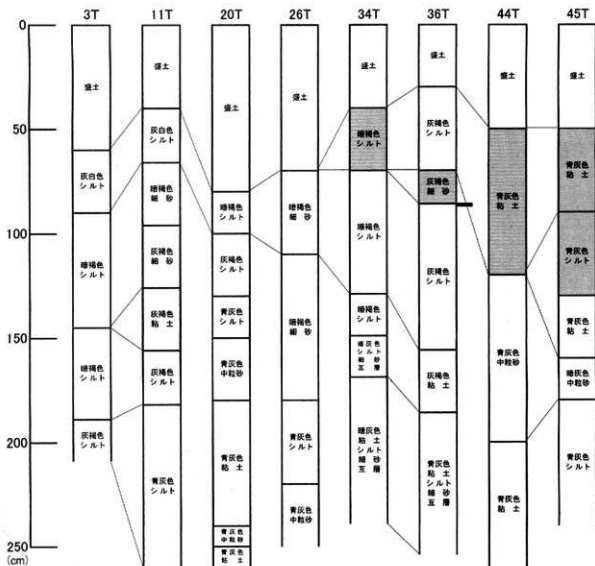 3T 11T 20T 26T 34T 36T 44T 45T
0
50
100
150
200
250
(cm)
盛土
灰白色
シルト
暗褐色
シルト
暗褐色
シルト
灰褐色
シルト
盛土
灰白色
シルト
暗褐色
細 砂
灰褐色
細 砂
灰褐色
粘 土
灰褐色
シルト
青灰色
シルト
盛土
暗褐色
シルト
灰褐色
シルト
青灰色
シルト
青灰色
中粒砂
青灰色
粘 土
青灰色
中粒砂
青灰色
粘 土
盛土
暗褐色
細 砂
暗褐色
細 砂
青灰色
シルト
青灰色
中粒砂
盛土
暗褐色
シルト
暗褐色
シルト
暗褐色
シルト
暗灰色
シルト
細 砂
互 層
暗灰色
粘 土
シルト
細 砂
互 層
盛土
灰褐色
シルト
灰褐色
細 砂
灰褐色
シルト
灰褐色
粘 土
青灰色
粘 土
シルト
細 砂
互 層
盛土
青灰色
粘 土
青灰色
中粒砂
青灰色
粘 土
盛土
青灰色
粘 土
青灰色
シルト
青灰色
粘 土
暗灰色
中粒砂
青灰色
シルト